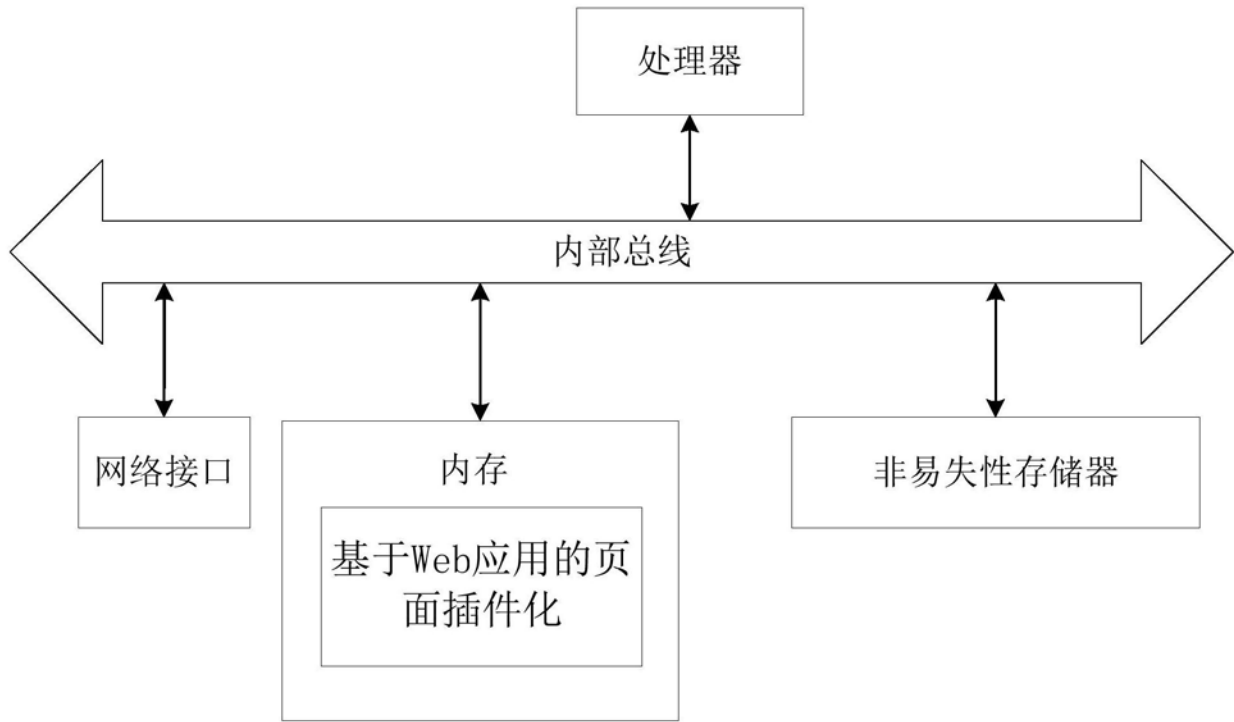 处理器
内部总线
网络接口
内存
非易失性存储器
基于Web应用的页
面插件化